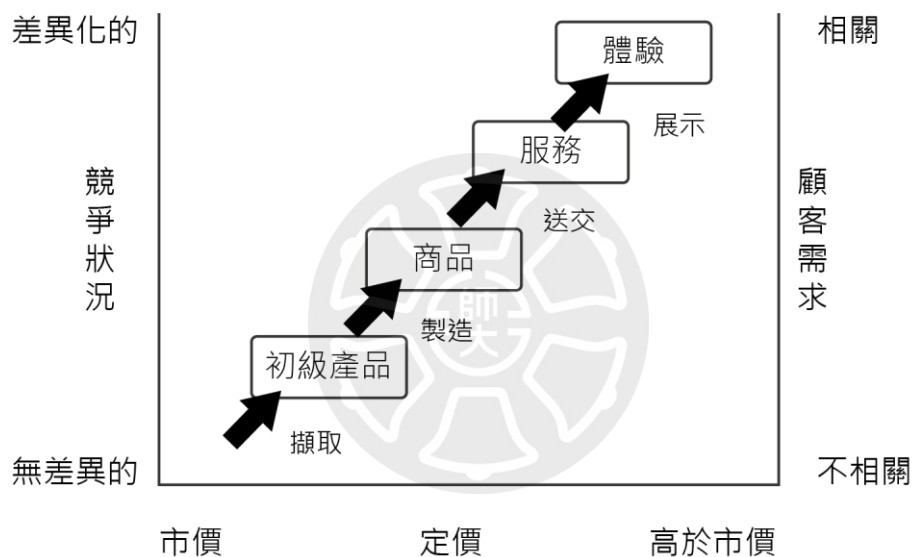 差異化的
相關
體驗
展示
服務
競爭狀況
顧客需求
送交
商品
師大
製造
初級產品
擷取
無差異的
不相關
市價
定價
高於市價